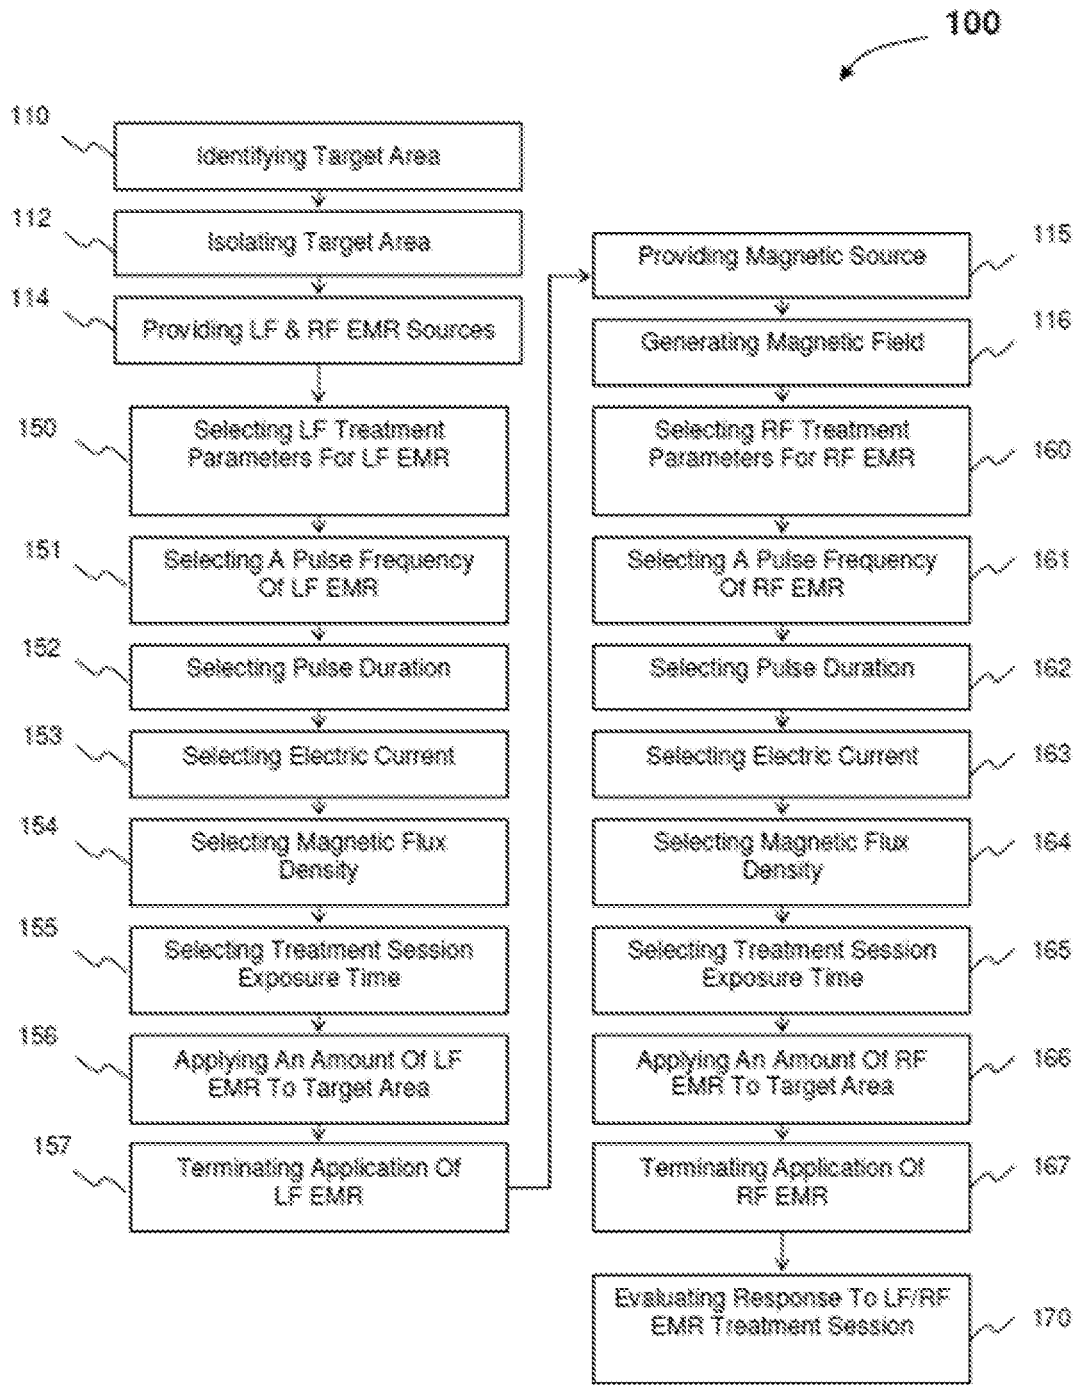 100
110
Identifying Target Area
112
Isolating Target Area
114
Providing LF & RF EMR Sources
150
Selecting LF Treatment
Parameters For LF EMR
151
Selecting A Pulse Frequency
Of LF EMR
152
Selecting Pulse Duration
153
Selecting Electric Current
154
Selecting Magnetic Flux
Density
155
Selecting Treatment Session
Exposure Time
156
Applying An Amount Of LF
EMR To Target Area
157
Terminating Application Of
LF EMR
Providing Magnetic Source
115
Generating Magnetic Field
116
Selecting RF Treatment
Parameters For RF EMR
160
Selecting A Pulse Frequency
Of RF EMR
161
Selecting Pulse Duration
162
Selecting Electric Current
163
Selecting Magnetic Flux
Density
164
Selecting Treatment Session
Exposure Time
165
Applying An Amount Of RF
EMR To Target Area
166
Terminating Application Of
RF EMR
167
Evaluating Response To LF/RF
EMR Treatment Session
170